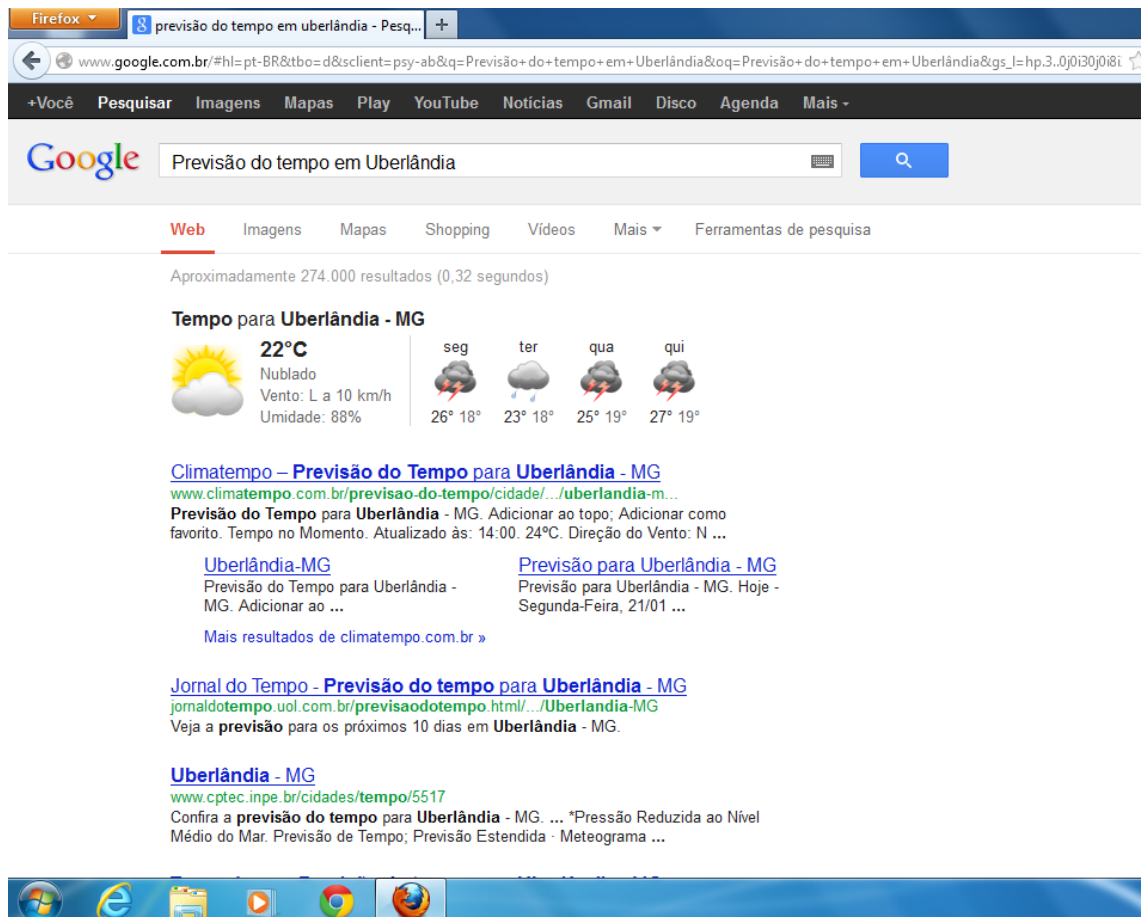 Firefox
previsão do tempo em uberlândia - Pesq...
www.google.com.br/#hl=pt-BR&tbo=d&sclient=psy-ab&q=Previsão+do+tempo+em+Uberlândia&oq=Previsão+do+tempo+em+Uberlândia&gs_l=hp.3..0j0i30j0i8i.
+Você Pesquisar Imagens Mapas Play YouTube Notícias Gmail Disco Agenda Mais
Google Previsão do tempo em Uberlândia
Web Imagens Mapas Shopping Vídeos Mais Ferramentas de pesquisa
Aproximadamente 274.000 resultados (0,32 segundos)
Tempo para Uberlândia - MG
22°C
Nublado
Vento: L a 10 km/h
Umidade: 88%
seg ter qua qui
26° 18° 23° 18° 25° 19° 27° 19°
Climatempo – Previsão do Tempo para Uberlândia - MG
www.climatempo.com.br/previsao-do-tempo/cidade/.../uberlandia-m...
Previsão do Tempo para Uberlândia - MG. Adicionar ao topo; Adicionar como
favorito. Tempo no Momento. Atualizado às: 14:00. 24ºC. Direção do Vento: N ...
Uberlândia-MG
Previsão do Tempo para Uberlândia -
MG. Adicionar ao ...
Previsão para Uberlândia - MG
Previsão para Uberlândia - MG. Hoje -
Segunda-Feira, 21/01 ...
Mais resultados de climatempo.com.br »
Jornal do Tempo - Previsão do tempo para Uberlândia - MG
jornaldotempo.uol.com.br/previsaodotempo.html/.../Uberlandia-MG
Veja a previsão para os próximos 10 dias em Uberlândia - MG.
Uberlândia - MG
www.cptec.inpe.br/cidades/tempo/5517
Confira a previsão do tempo para Uberlândia - MG. ... *Pressão Reduzida ao Nível
Médio do Mar. Previsão de Tempo; Previsão Estendida · Meteograma ...